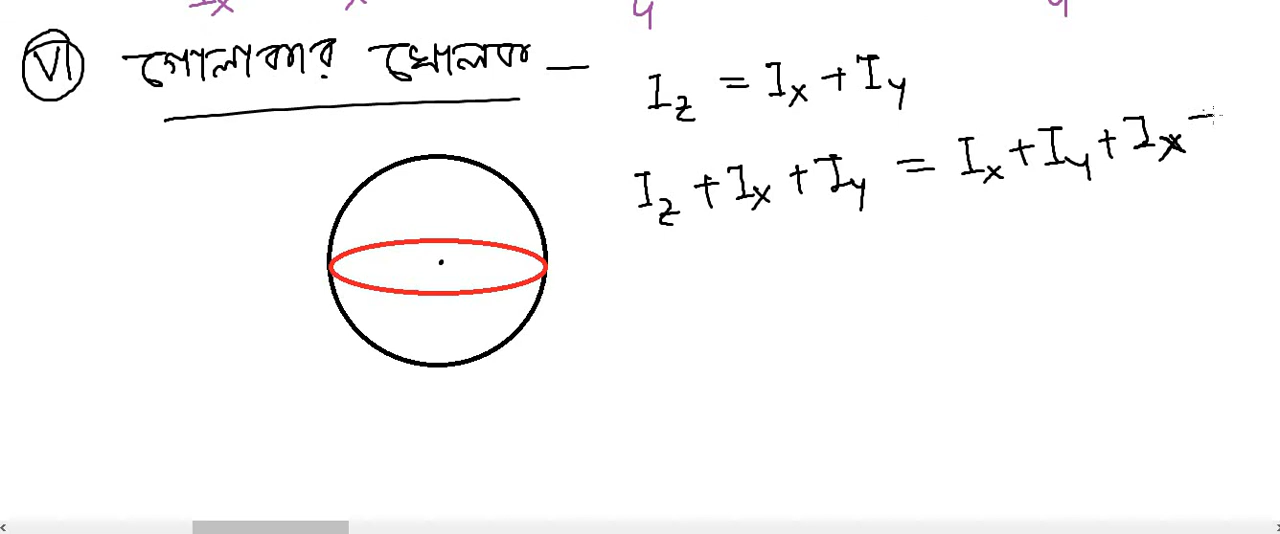 VI গোলাকার খোলক —
I_z = I_x + I_y
I_z + I_x + I_y = I_x + I_y + I_x -